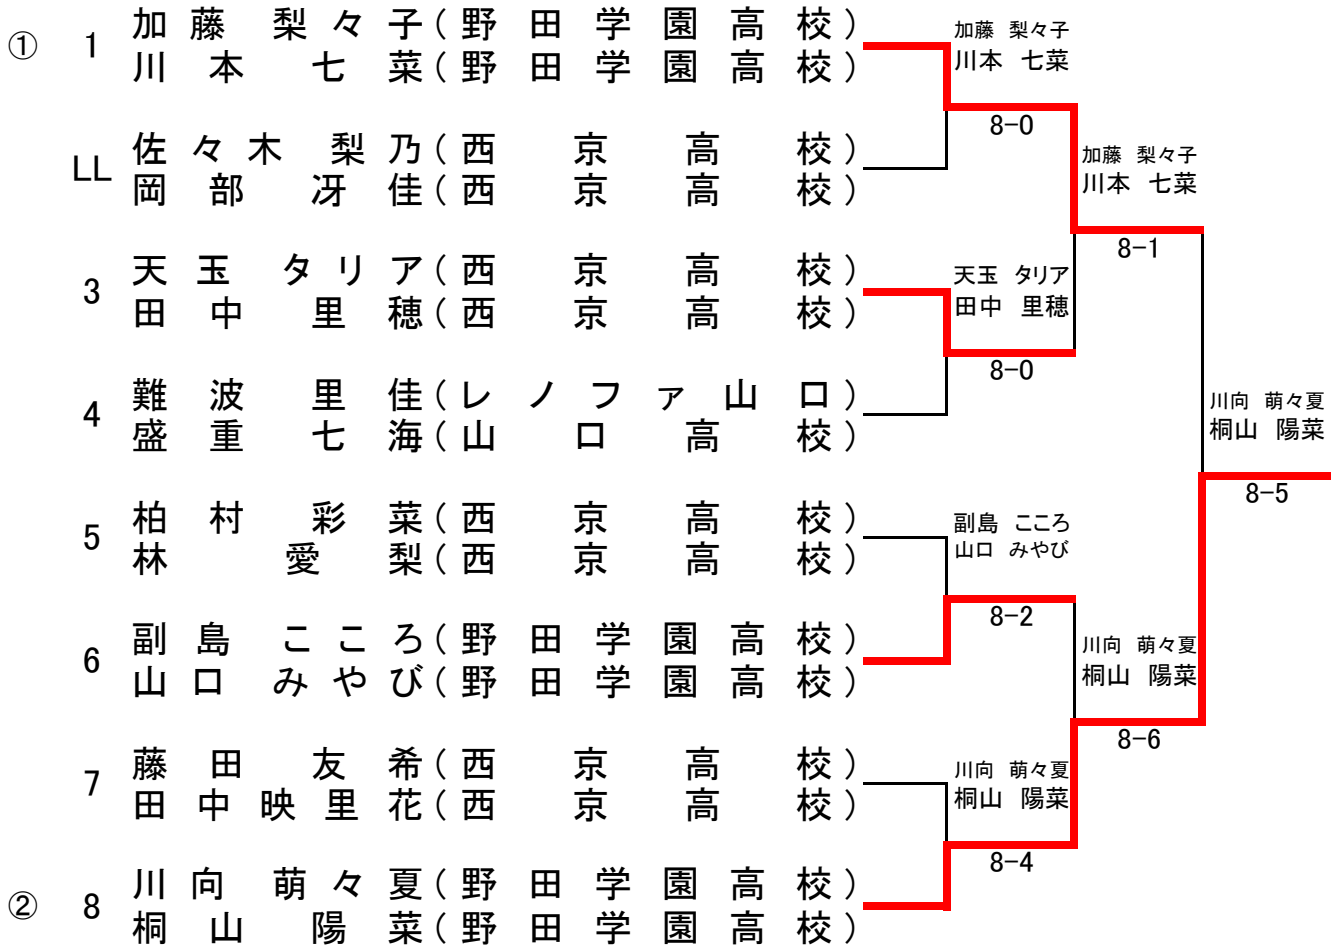 ① 1 加藤 梨々子(野田学園高校)
川本 七菜(野田学園高校)
LL 佐々木 梨乃(西京高校)
岡部 冴佳(西京高校)
3 天玉 タリア(西京高校)
田中 里穂(西京高校)
4 難波 里佳(レノファ山口)
盛重 七海(山口高校)
5 柏村 彩菜(西京高校)
林 愛梨(西京高校)
6 副島 こころ(野田学園高校)
山口 みやび(野田学園高校)
7 藤田 友希(西京高校)
田中 映里花(西京高校)
② 8 川向 萌々夏(野田学園高校)
桐山 陽菜(野田学園高校)
加藤 梨々子
川本 七菜
8-0
天玉 タリア
田中 里穂
8-0
副島 こころ
山口 みやび
8-2
川向 萌々夏
桐山 陽菜
8-4
加藤 梨々子
川本 七菜
8-1
川向 萌々夏
桐山 陽菜
8-6
川向 萌々夏
桐山 陽菜
8-5